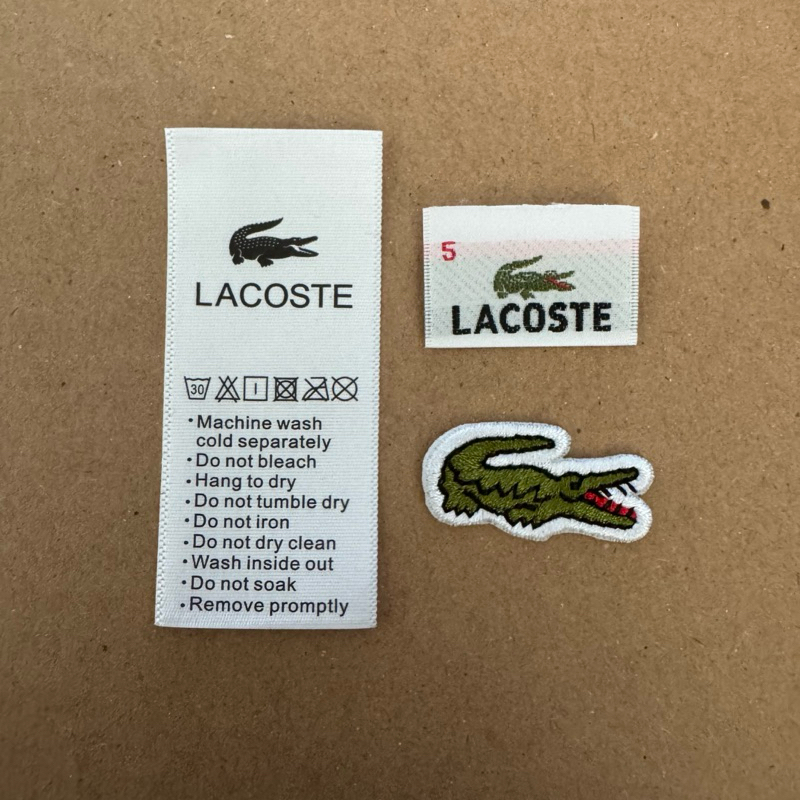 LACOSTE
30
• Machine wash
cold separately
• Do not bleach
• Hang to dry
• Do not tumble dry
• Do not iron
• Do not dry clean
• Wash inside out
• Do not soak
• Remove promptly
5
LACOSTE